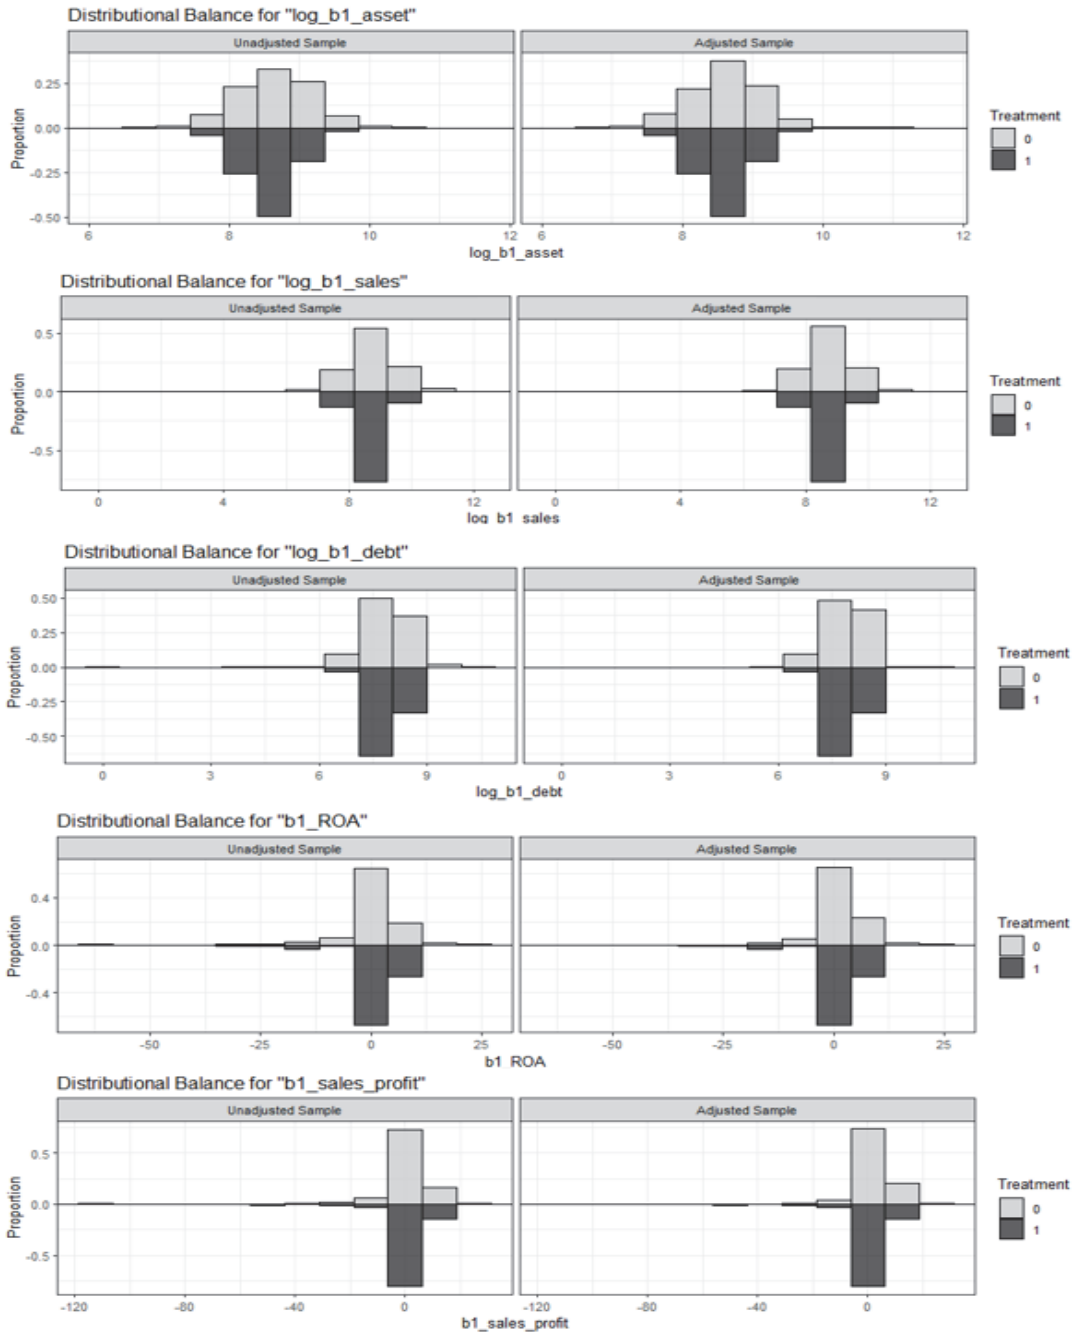 Distributional Balance for "log_b1_asset"
Unadjusted Sample
Adjusted Sample
0.25
0.00
-0.25
-0.50
Proportion
6
8
10
12
6
8
10
12
log_b1_asset
Treatment
0
1
Distributional Balance for "log_b1_sales"
Unadjusted Sample
Adjusted Sample
0.5
0.0
-0.5
Proportion
0
4
8
12
0
4
8
12
log_b1_sales
Treatment
0
1
Distributional Balance for "log_b1_debt"
Unadjusted Sample
Adjusted Sample
0.50
0.25
0.00
-0.25
-0.50
Proportion
0
3
6
9
0
3
6
9
log_b1_debt
Treatment
0
1
Distributional Balance for "b1_ROA"
Unadjusted Sample
Adjusted Sample
0.4
0.0
-0.4
Proportion
-50
-25
0
25
-50
-25
0
25
b1_ROA
Treatment
0
1
Distributional Balance for "b1_sales_profit"
Unadjusted Sample
Adjusted Sample
0.5
0.0
-0.5
Proportion
-120
-80
-40
0
-120
-80
-40
0
b1_sales_profit
Treatment
0
1